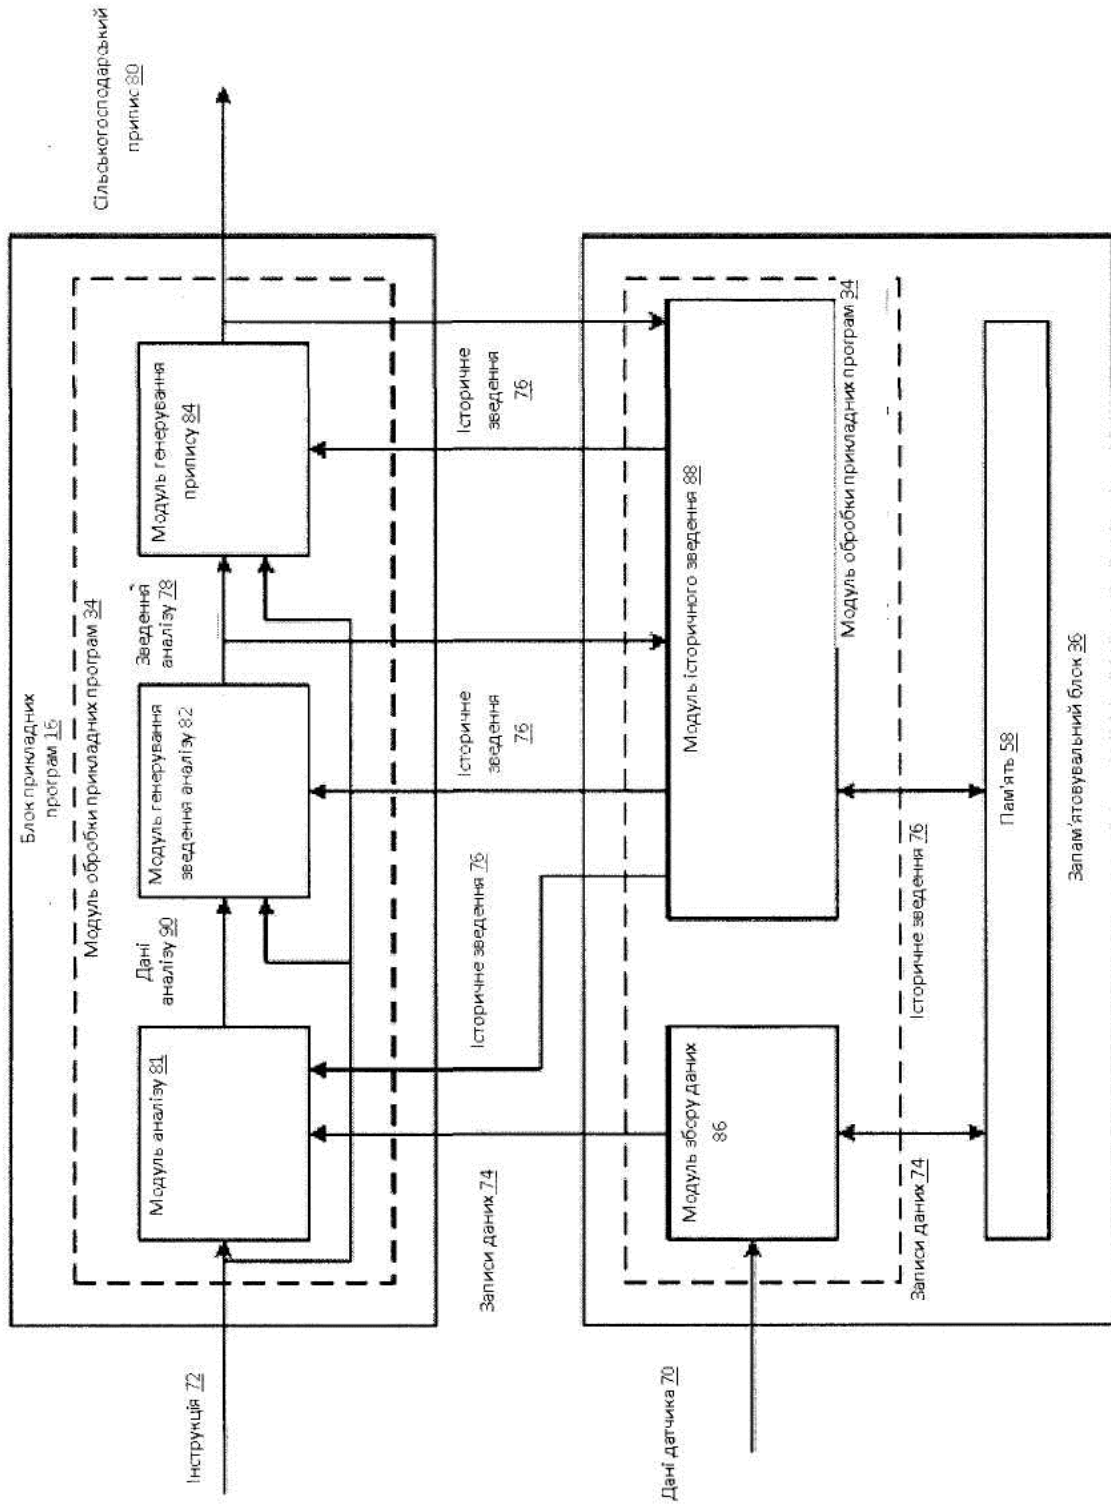 Блок прикладних
програм 16
Модуль обробки прикладних програм 34
Інструкція 72
Модуль аналізу 81
Дані
аналізу 90
Модуль генерування
зведення аналізу 82
Зведення
аналізу 78
Модуль генерування
припису 84
Сільськогосподарський
припис 80
Записи даних 74
Історичне зведення 76
Історичне
зведення
76
Історичне
зведення
76
Дані датчика 70
Модуль збору даних
86
Модуль історичного зведення 88
Модуль обробки прикладних програм 34
Записи даних 74
Історичне зведення 76
Пам'ять 58
Запам'ятовувальний блок 36